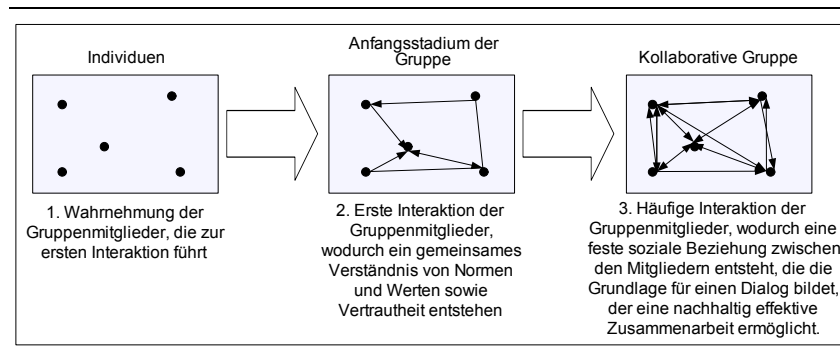 Individuen
1. Wahrnehmung der
Gruppenmitglieder, die zur
ersten Interaktion führt
Anfangsstadium der
Gruppe
2. Erste Interaktion der
Gruppenmitglieder,
wodurch ein gemeinsames
Verständnis von Normen
und Werten sowie
Vertrautheit entstehen
Kollaborative Gruppe
3. Häufige Interaktion der
Gruppenmitglieder, wodurch eine
feste soziale Beziehung zwischen
den Mitgliedern entsteht, die die
Grundlage für einen Dialog bildet,
der eine nachhaltig effektive
Zusammenarbeit ermöglicht.